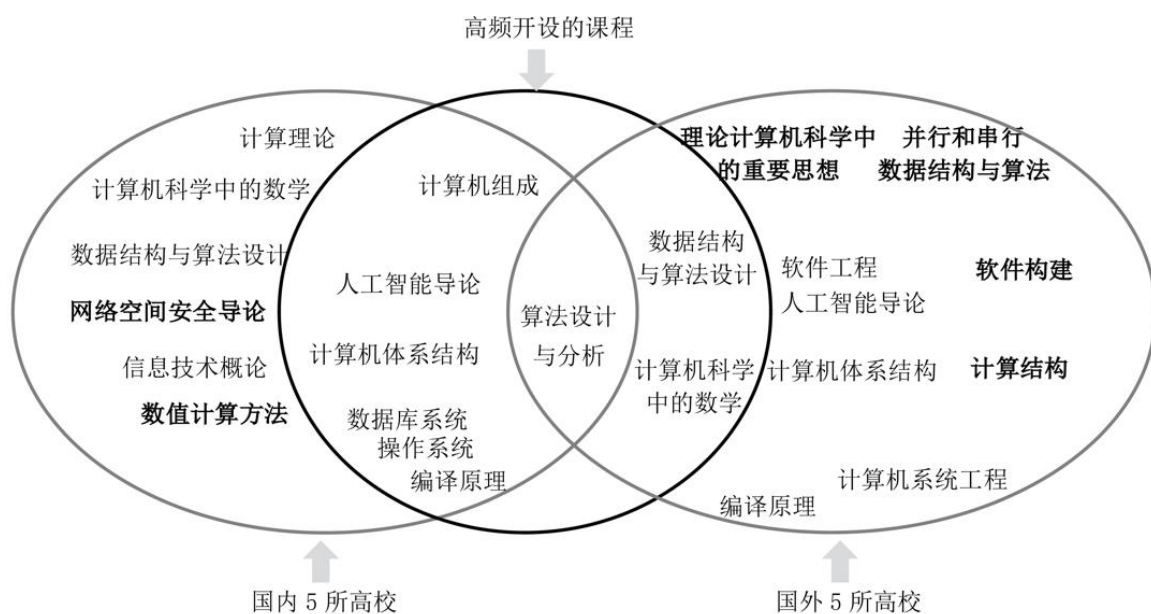 高频开设的课程
计算理论
计算机科学中的数学
数据结构与算法设计
网络空间安全导论
信息技术概论
数值计算方法
计算机组成
人工智能导论
计算机体系结构
数据库系统
操作系统
编译原理
算法设计
与分析
数据结构
与算法设计
计算机科学
中的数学
理论计算机科学中
的重要思想
并行和串行
数据结构与算法
软件工程
人工智能导论
软件构建
计算机体系结构
计算结构
计算机系统工程
编译原理
国内 5 所高校
国外 5 所高校